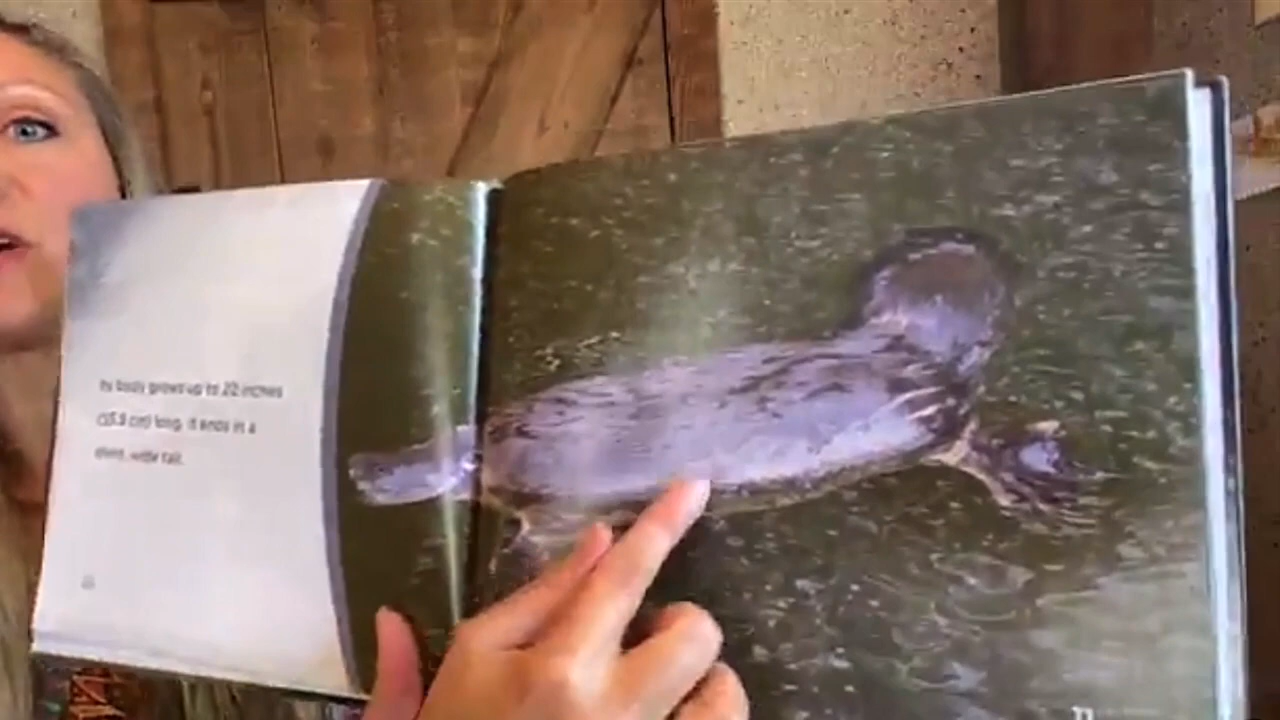 Its body grows up to 22 inches
(55.9 cm) long. It ends in a
short, wide tail.